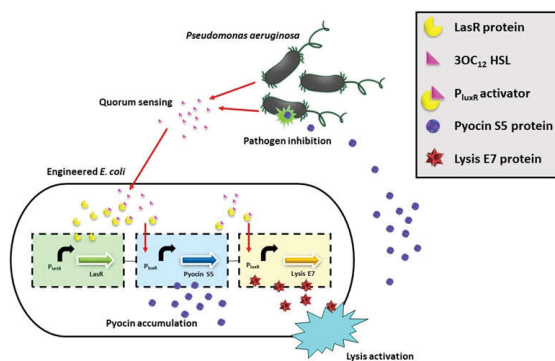 Pseudomonas aeruginosa
Quorum sensing
Pathogen inhibition
Engineered E. coli
PluxR
LasR
PluxR
Pyocin S5
PluxR
Lysis E7
Pyocin accumulation
Lysis activation
LasR protein
3OC12 HSL
PluxR activator
Pyocin S5 protein
Lysis E7 protein